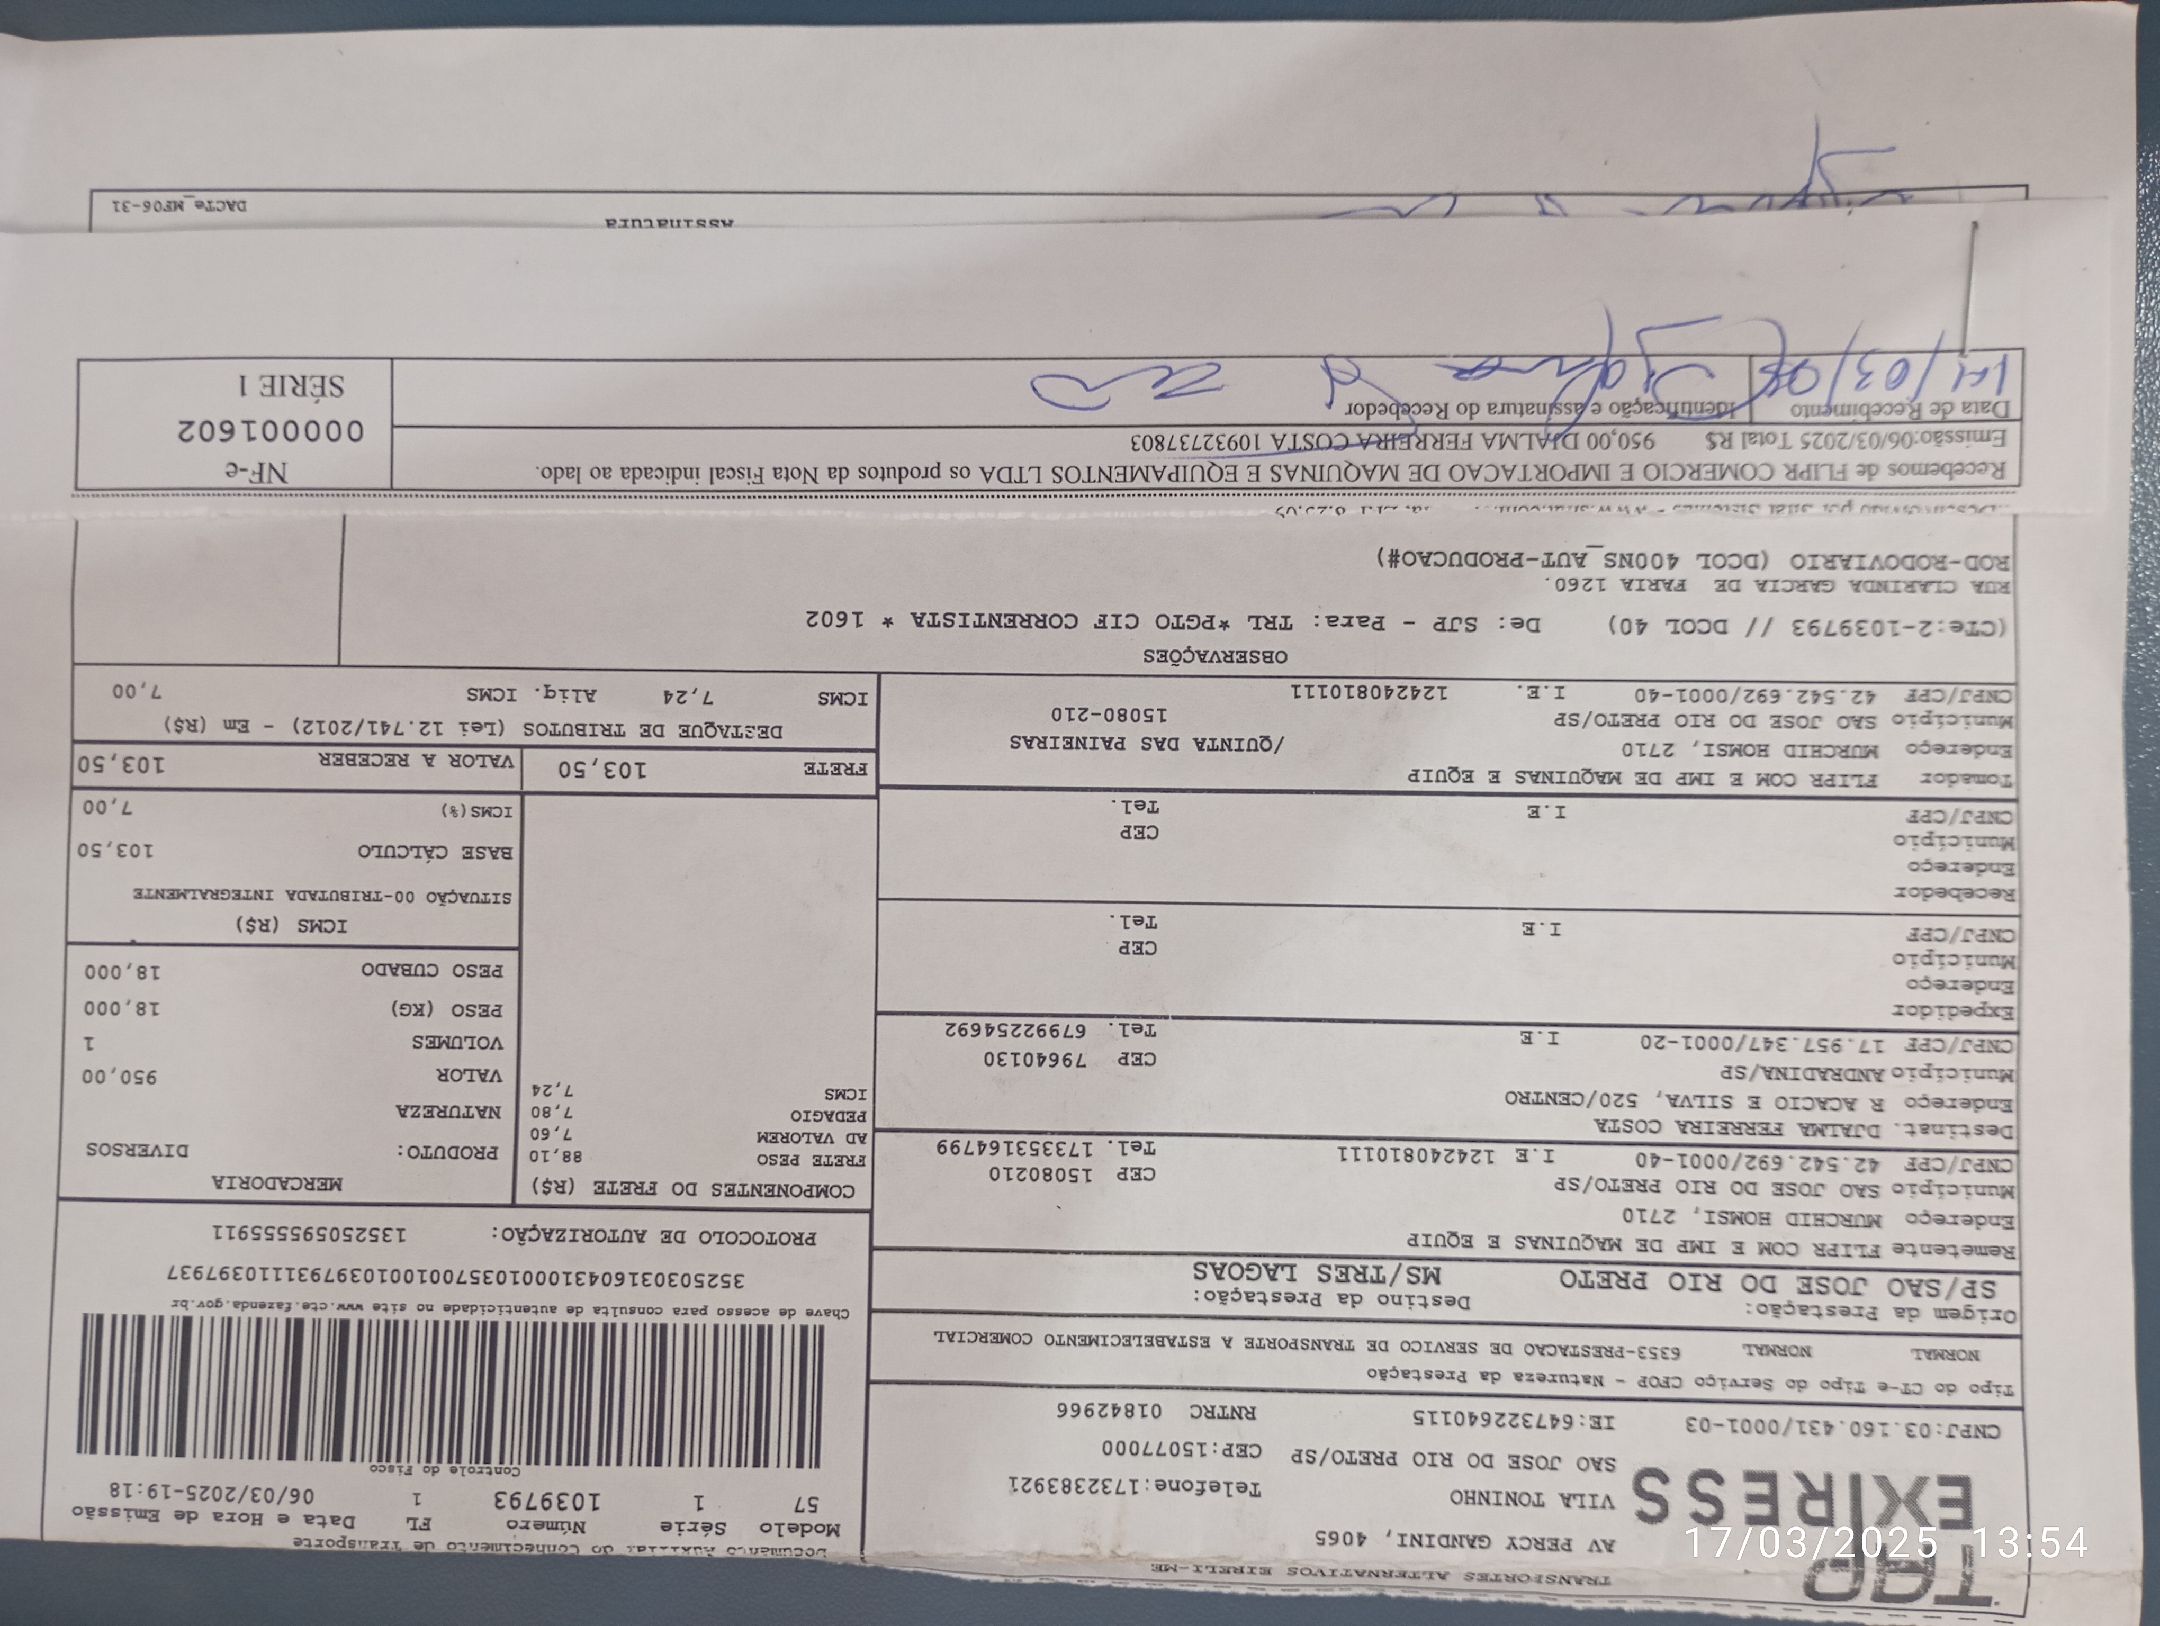 TRANSPORTES ALTERNATIVOS EIRELI-ME
TAP
EXPRESS
AV PERCY GANDINI, 4065
VILA TONINHO Telefone:1732383921
SAO JOSE DO RIO PRETO/SP CEP:15077000
CNPJ:03.160.431/0001-03 IE:647322640115 RNTRC 01842966
Documento Auxiliar do Conhecimento de Transporte
Modelo Série Número FL Data e Hora de Emissão
57 1 1039793 1 06/03/2025-19:18
Controle do Fisco
Chave de acesso para consulta de autenticidade no site www.cte.fazenda.gov.br
35250303160431000103570010010397931110397937
PROTOCOLO DE AUTORIZAÇÃO: 135250595555911
Tipo do CT-e Tipo do Serviço CFOP - Natureza da Prestação
NORMAL NORMAL 6353-PRESTACAO DE SERVICO DE TRANSPORTE A ESTABELECIMENTO COMERCIAL
Origem da Prestação: Destino da Prestação:
SP/SAO JOSE DO RIO PRETO MS/TRES LAGOAS
Remetente FLIPR COM E IMP DE MAQUINAS E EQUIP
Endereço MURCHID HOMSI, 2710
Município SAO JOSE DO RIO PRETO/SP CEP 15080210
CNPJ/CPF 42.542.692/0001-40 I.E 124240810111 Tel. 173353164799
Destinat. DJALMA FERREIRA COSTA
Endereço R ACACIO E SILVA, 520/CENTRO
Município ANDRADINA/SP CEP 79640130
CNPJ/CPF 17.957.347/0001-20 I.E Tel. 67992254692
Expedidor
Endereço
Município CEP
CNPJ/CPF I.E Tel.
Recebedor
Endereço
Município CEP
CNPJ/CPF I.E Tel.
Tomador FLIPR COM E IMP DE MAQUINAS E EQUIP
Endereço MURCHID HOMSI, 2710 /QUINTA DAS PAINEIRAS
Município SAO JOSE DO RIO PRETO/SP 15080-210
CNPJ/CPF 42.542.692/0001-40 I.E. 124240810111
COMPONENTES DO FRETE (R$)
FRETE PESO 88,10
AD VALOREM 7,60
PEDAGIO 7,80
ICMS 7,24
MERCADORIA
PRODUTO: DIVERSOS
NATUREZA
VALOR 950,00
VOLUMES 1
PESO (KG) 18,000
PESO CUBADO 18,000
ICMS (R$)
SITUAÇÃO 00-TRIBUTADA INTEGRALMENTE
BASE CÁLCULO 103,50
ICMS(%) 7,00
FRETE 103,50 VALOR A RECEBER 103,50
DESTAQUE DE TRIBUTOS (Lei 12.741/2012) - Em (R$)
ICMS 7,24 Aliq. ICMS 7,00
OBSERVAÇÕES
(CTe:2-1039793 // DCOL 40) De: SJP - Para: TRL *PGTO CIF CORRENTISTA * 1602
RUA CLARINDA GARCIA DE FARIA 1260.
ROD-RODOVIARIO (DCOL 400NS_AUT-PRODUCAO#)
Recebemos de FLIPR COMERCIO E IMPORTACAO DE MAQUINAS E EQUIPAMENTOS LTDA os produtos da Nota Fiscal indicada ao lado.
Emissão:06/03/2025 Total R$ 950,00 DJALMA FERREIRA COSTA 10932737803
Data de Recebimento Identificação e assinatura do Recebedor
NF-e
000001602
SÉRIE 1
Assinatura
DACTe_MF06-31
17/03/2025 13:54